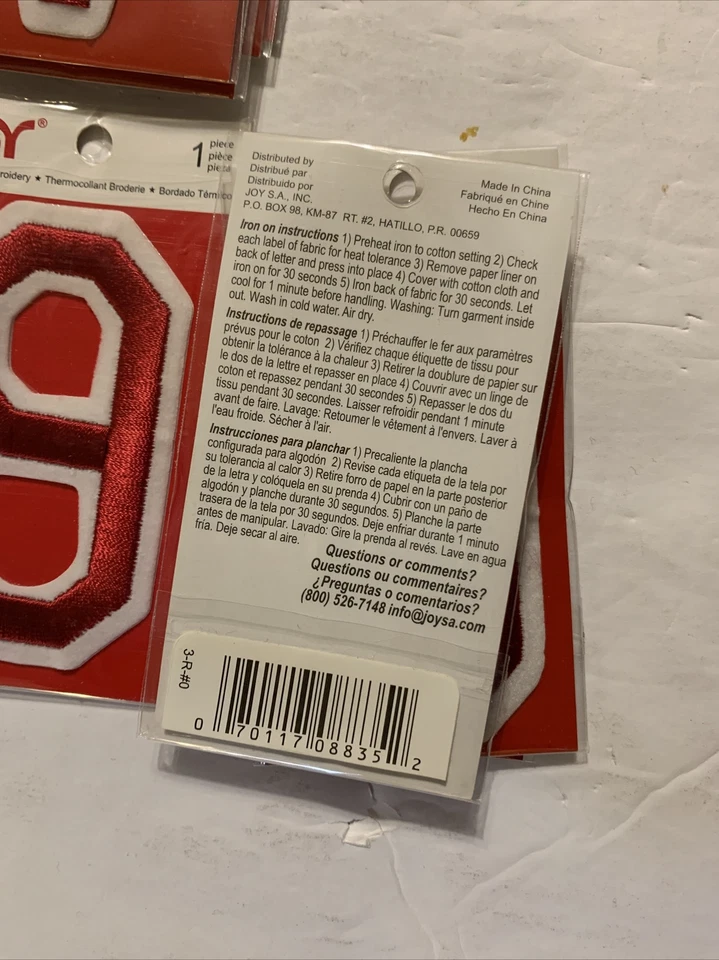 ®
1 piece
pièce
pieza
roidery ★ Thermocollant Broderie ★ Bordado Térmico
Distributed by
Distribué par
Distribuido por
JOY S.A., INC.
P.O. BOX 98, KM-87 RT. #2, HATILLO, P.R. 00659
Made In China
Fabriqué en Chine
Hecho En China
Iron on instructions 1) Preheat iron to cotton setting 2) Check
each label of fabric for heat tolerance 3) Remove paper liner on
back of letter and press into place 4) Cover with cotton cloth and
iron on for 30 seconds 5) Iron back of fabric for 30 seconds. Let
cool for 1 minute before handling. Washing: Turn garment inside
out. Wash in cold water. Air dry.
Instructions de repassage 1) Préchauffer le fer aux paramètres
prévus pour le coton 2) Vérifiez chaque étiquette de tissu pour
obtenir la tolérance à la chaleur 3) Retirer la doublure de papier sur
le dos de la lettre et repasser en place 4) Couvrir avec un linge de
coton et repassez pendant 30 secondes 5) Repasser le dos du
tissu pendant 30 secondes. Laisser refroidir pendant 1 minute
avant de faire. Lavage: Retourner le vêtement à l'envers. Laver à
l'eau froide. Sécher à l'air.
Instrucciones para planchar 1) Precaliente la plancha
configurada para algodón 2) Revise cada etiqueta de la tela por
su tolerancia al calor 3) Retire forro de papel en la parte posterior
de la letra y colóquela en su prenda 4) Cubrir con un paño de
algodón y planche durante 30 segundos. 5) Planche la parte
trasera de la tela por 30 segundos. Deje enfriar durante 1 minuto
antes de manipular. Lavado: Gire la prenda al revés. Lave en agua
fría. Deje secar al aire.
Questions or comments?
Questions ou commentaires?
¿Preguntas o comentarios?
(800) 526-7148 info@joysa.com
3-R-#0
0 70117 08835 2